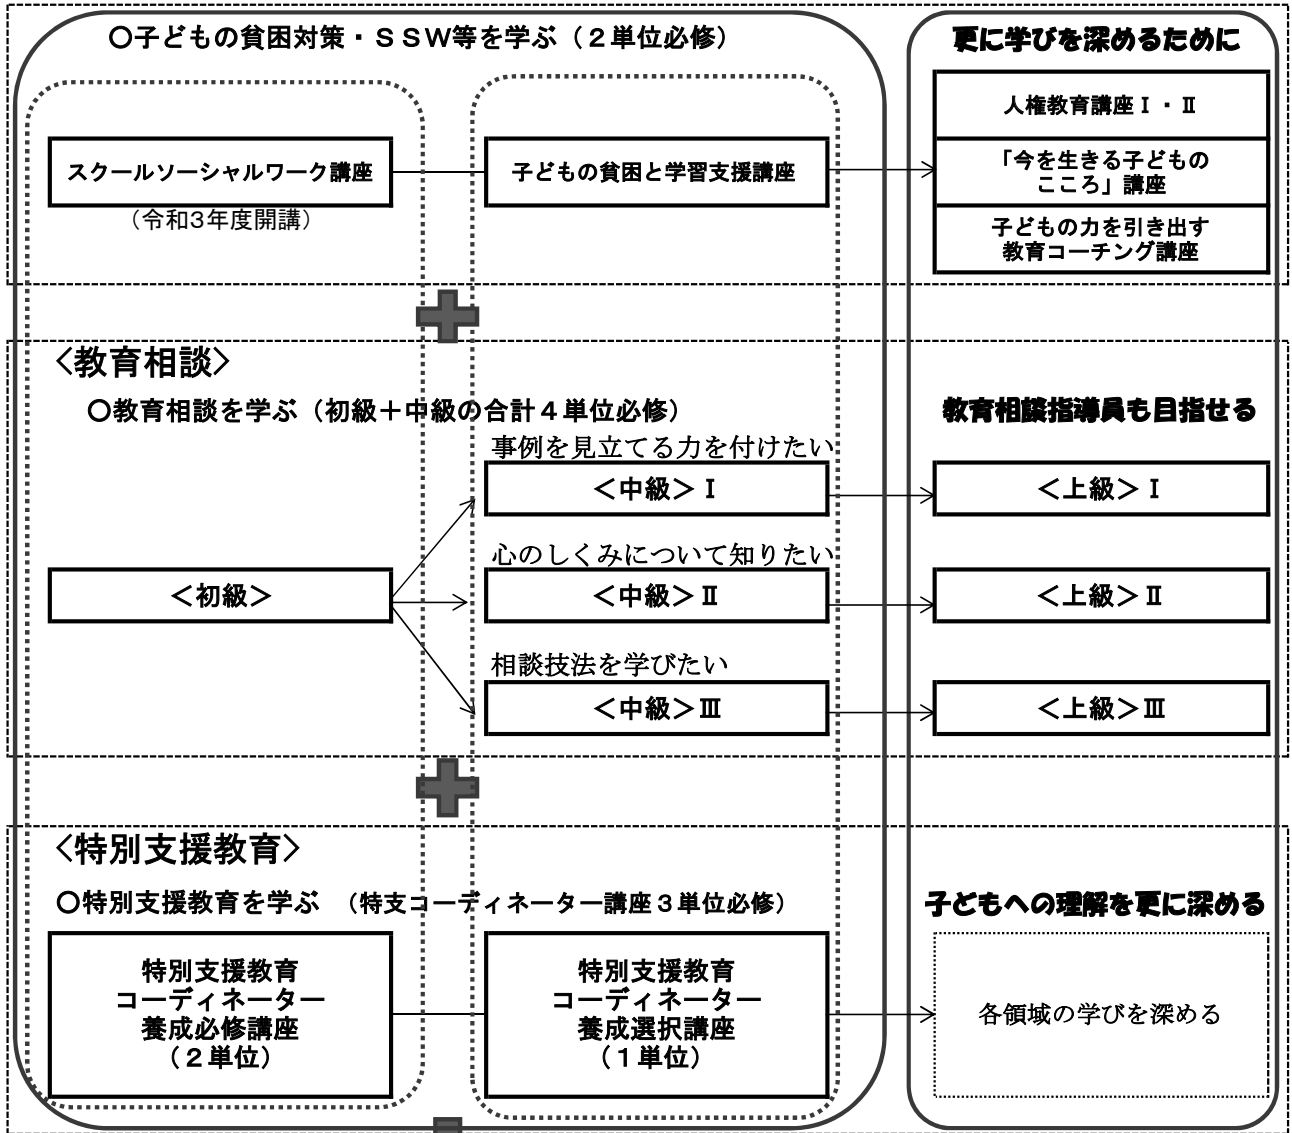 ○子どもの貧困対策・ＳＳＷ等を学ぶ（２単位必修）
更に学びを深めるために
人権教育講座Ⅰ・Ⅱ
スクールソーシャルワーク講座
（令和3年度開講）
子どもの貧困と学習支援講座
「今を生きる子どもの
こころ」講座
子どもの力を引き出す
教育コーチング講座
＜教育相談＞
○教育相談を学ぶ（初級＋中級の合計４単位必修）
教育相談指導員も目指せる
事例を見立てる力を付けたい
＜中級＞Ⅰ
＜上級＞Ⅰ
心のしくみについて知りたい
＜初級＞
＜中級＞Ⅱ
＜上級＞Ⅱ
相談技法を学びたい
＜中級＞Ⅲ
＜上級＞Ⅲ
＜特別支援教育＞
○特別支援教育を学ぶ　（特支コーディネーター講座３単位必修）
子どもへの理解を更に深める
特別支援教育
コーディネーター
養成必修講座
（２単位）
特別支援教育
コーディネーター
養成選択講座
（１単位）
各領域の学びを深める